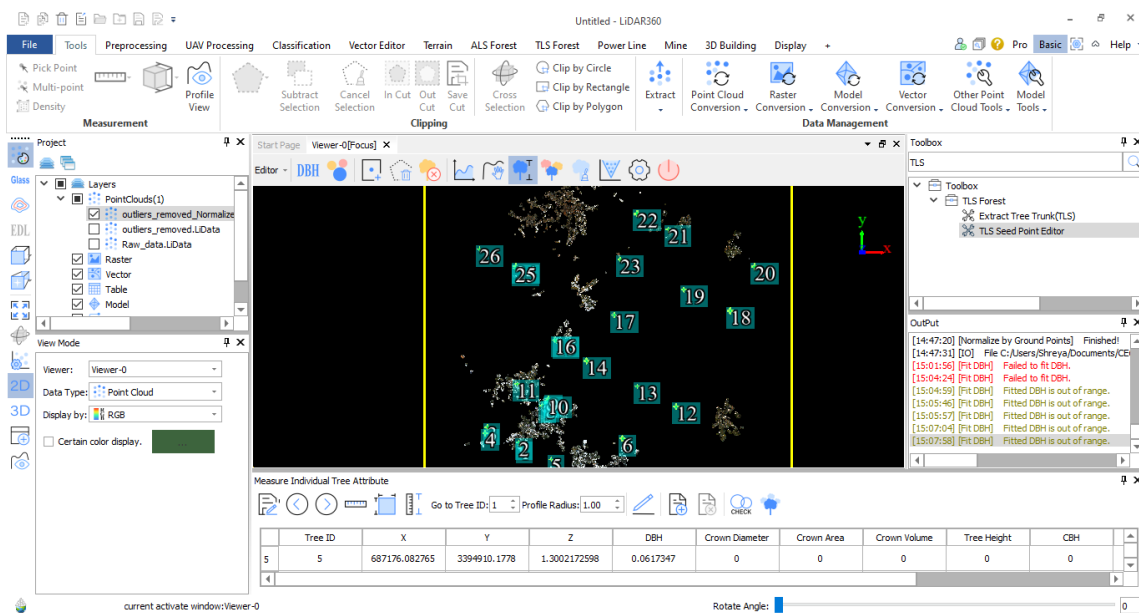 Untitled - LiDAR360
File Tools Preprocessing UAV Processing Classification Vector Editor Terrain ALS Forest TLS Forest Power Line Mine 3D Building Display + Pro Basic Help
Pick Point
Multi-point
Density
Profile View
Measurement
Subtract Selection
Cancel Selection
In Cut
Out Cut
Save Cut
Cross Selection
Clip by Circle
Clip by Rectangle
Clip by Polygon
Clipping
Extract
Point Cloud Conversion
Raster Conversion
Model Conversion
Vector Conversion
Other Point Cloud Tools
Model Tools
Data Management
Project
Glass
EDL
2D
3D
Layers
PointClouds(1)
outliers_removed_Normalize
outliers_removed.LiData
Raw_data.LiData
Raster
Vector
Table
Model
View Mode
Viewer: Viewer-0
Data Type: Point Cloud
Display by: RGB
Certain color display. ...
Start Page Viewer-0[Focus]
Editor DBH
22
21
26
25
23
20
19
18
17
16
14
11
10
13
12
4
2
6
5
y
x
Toolbox
TLS
Toolbox
TLS Forest
Extract Tree Trunk(TLS)
TLS Seed Point Editor
OutPut
[14:47:20] [Normalize by Ground Points] Finished!
[14:47:31] [IO] File C:/Users/Shreya/Documents/CE
[15:01:56] [Fit DBH] Failed to fit DBH.
[15:04:24] [Fit DBH] Failed to fit DBH.
[15:04:59] [Fit DBH] Fitted DBH is out of range.
[15:05:46] [Fit DBH] Fitted DBH is out of range.
[15:05:57] [Fit DBH] Fitted DBH is out of range.
[15:07:04] [Fit DBH] Fitted DBH is out of range.
[15:07:58] [Fit DBH] Fitted DBH is out of range.
Measure Individual Tree Attribute
Go to Tree ID: 1 Profile Radius: 1.00 CHECK
Tree ID X Y Z DBH Crown Diameter Crown Area Crown Volume Tree Height CBH
5 5 687176.082765 3394910.1778 1.3002172598 0.0617347 0 0 0 0 0
current activate window:Viewer-0
Rotate Angle: 0